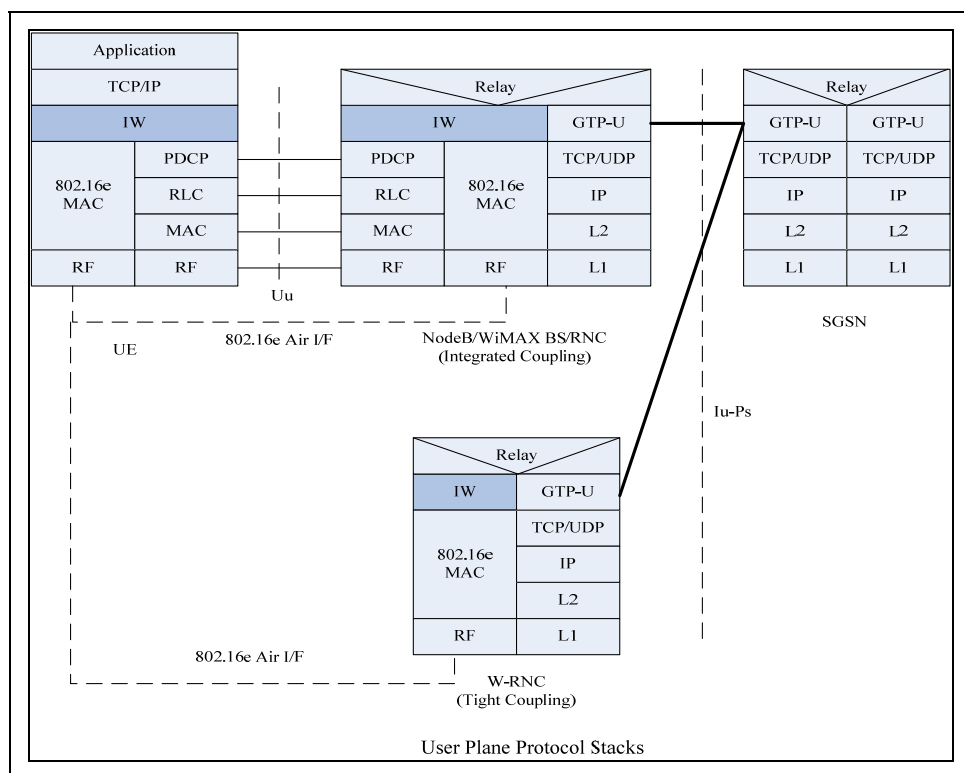 Application
TCP/IP
IW
802.16e
MAC
PDCP
RLC
MAC
RF
RF
UE
Uu
802.16e Air I/F
Relay
IW
GTP-U
PDCP
RLC
MAC
RF
802.16e
MAC
RF
TCP/UDP
IP
L2
L1
NodeB/WiMAX BS/RNC
(Integrated Coupling)
Iu-Ps
Relay
GTP-U
GTP-U
TCP/UDP
TCP/UDP
IP
IP
L2
L2
L1
L1
SGSN
Relay
IW
GTP-U
802.16e
MAC
TCP/UDP
IP
L2
RF
L1
802.16e Air I/F
W-RNC
(Tight Coupling)
User Plane Protocol Stacks